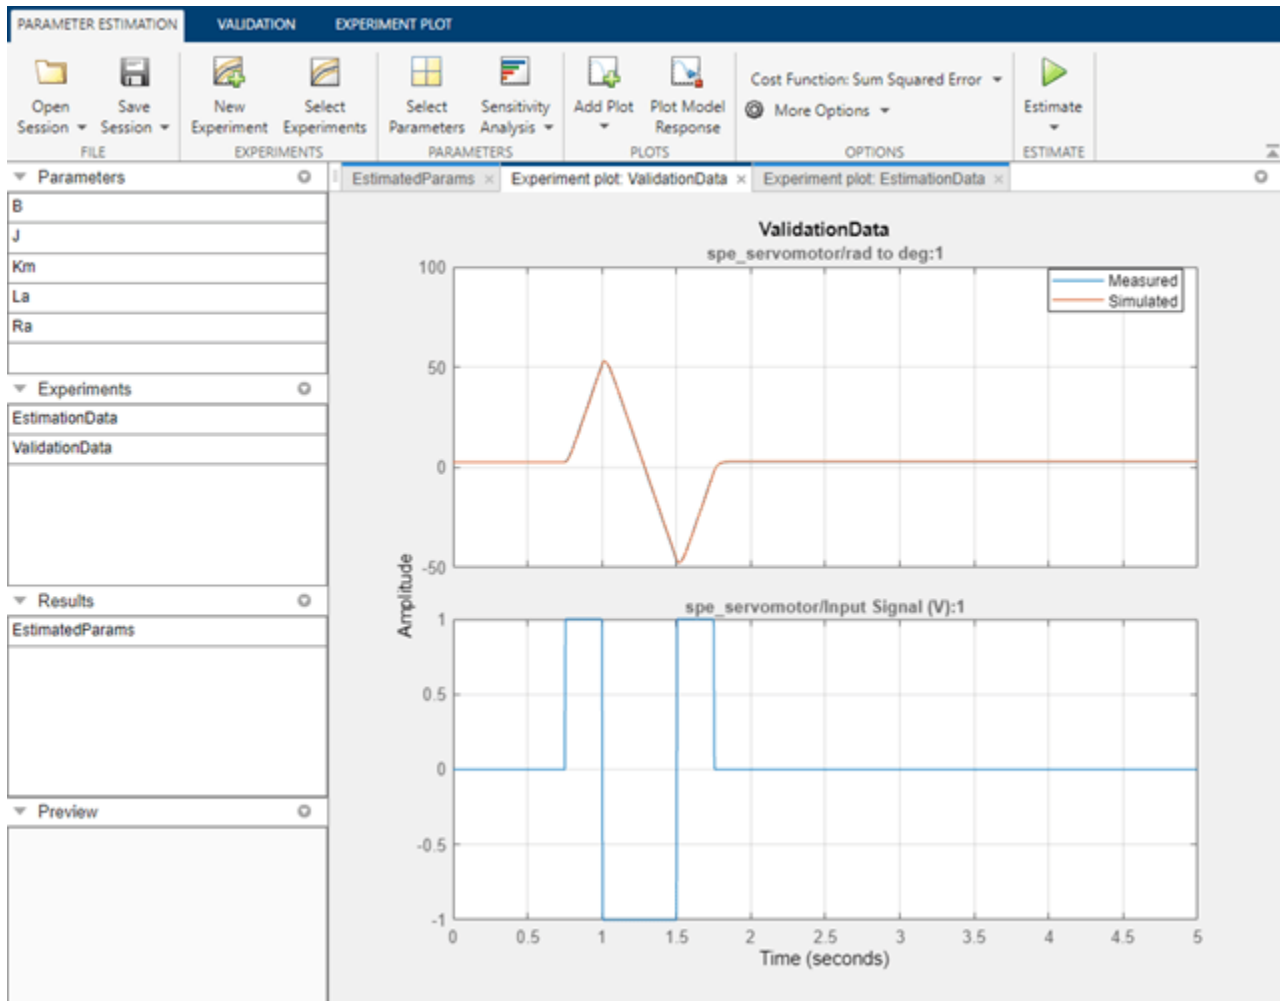 PARAMETER ESTIMATION VALIDATION EXPERIMENT PLOT
Open Session Save Session New Experiment Select Experiments Select Parameters Sensitivity Analysis Add Plot Plot Model Response Cost Function: Sum Squared Error More Options Estimate
FILE EXPERIMENTS PARAMETERS PLOTS OPTIONS ESTIMATE
Parameters
B
J
Km
La
Ra
Experiments
EstimationData
ValidationData
Results
EstimatedParams
Preview
EstimatedParams × Experiment plot: ValidationData × Experiment plot: EstimationData ×
ValidationData
spe_servomotor/rad to deg:1
Measured
Simulated
100
50
0
-50
Amplitude
spe_servomotor/Input Signal (V):1
1
0.5
0
-0.5
-1
0 0.5 1 1.5 2 2.5 3 3.5 4 4.5 5
Time (seconds)